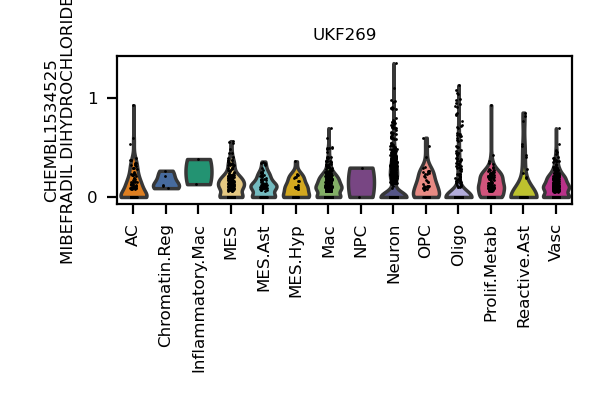 UKF269
CHEMBL1534525
MIBEFRADIL DIHYDROCHLORIDE
1
0
AC
Chromatin.Reg
Inflammatory.Mac
MES
MES.Ast
MES.Hyp
Mac
NPC
Neuron
OPC
Oligo
Prolif.Metab
Reactive.Ast
Vasc